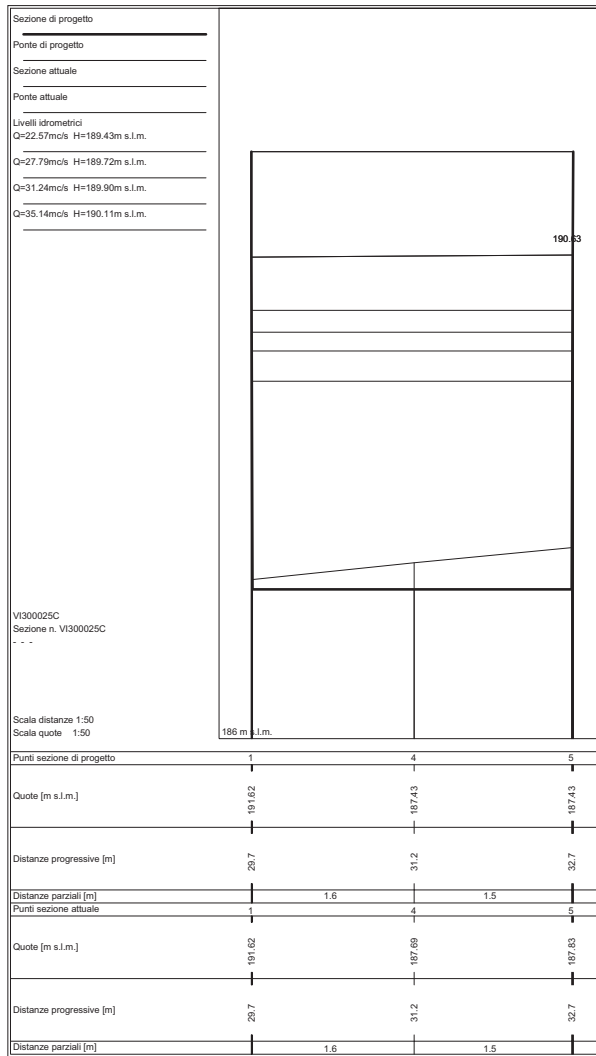 Sezione di progetto
Ponte di progetto
Sezione attuale
Ponte attuale
Livelli idrometrici
Q=22.57mc/s H=189.43m s.l.m.
Q=27.79mc/s H=189.72m s.l.m.
Q=31.24mc/s H=189.90m s.l.m.
Q=35.14mc/s H=190.11m s.l.m.
190.63
VI300025C
Sezione n. VI300025C
- - -
Scala distanze 1:50
Scala quote 1:50
186 m s.l.m.
Punti sezione di progetto 1 4 5
Quote [m s.l.m.] 191.62 187.43 187.43
Distanze progressive [m] 29.7 31.2 32.7
Distanze parziali [m] 1.6 1.5
Punti sezione attuale 1 4 5
Quote [m s.l.m.] 191.62 187.69 187.83
Distanze progressive [m] 29.7 31.2 32.7
Distanze parziali [m] 1.6 1.5